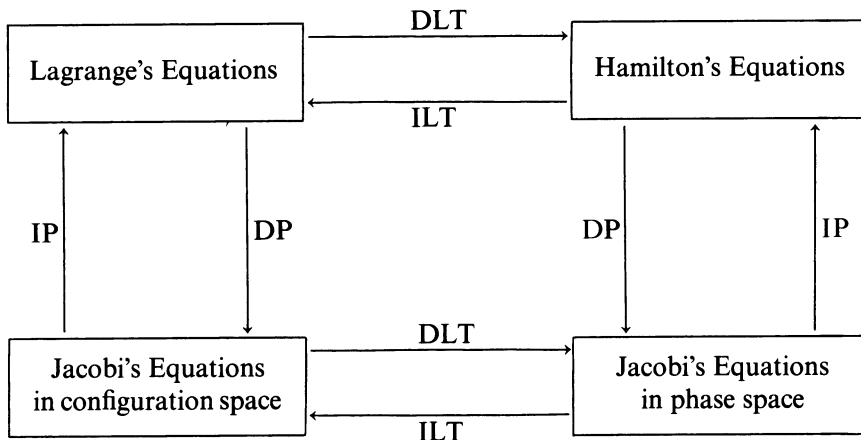 DLT
Lagrange's Equations
Hamilton's Equations
ILT
IP
DP
DP
IP
DLT
Jacobi's Equations
in configuration space
Jacobi's Equations
in phase space
ILT